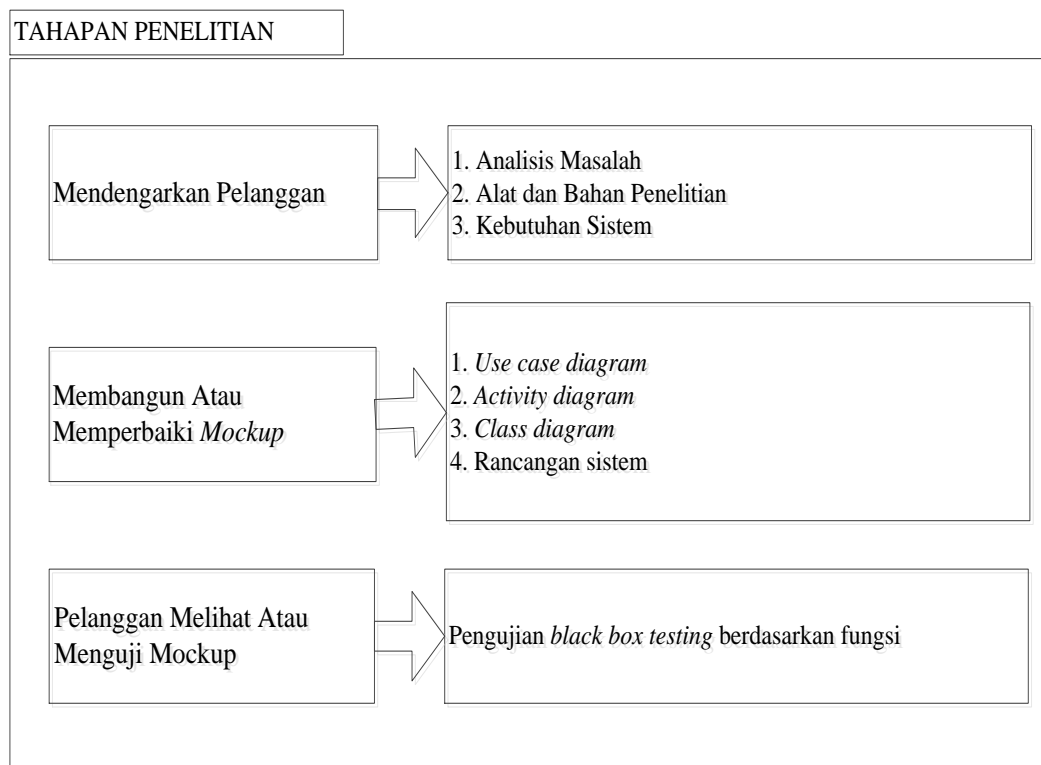 TAHAPAN PENELITIAN
Mendengarkan Pelanggan
1. Analisis Masalah
2. Alat dan Bahan Penelitian
3. Kebutuhan Sistem
Membangun Atau
Memperbaiki Mockup
1. Use case diagram
2. Activity diagram
3. Class diagram
4. Rancangan sistem
Pelanggan Melihat Atau
Menguji Mockup
Pengujian black box testing berdasarkan fungsi